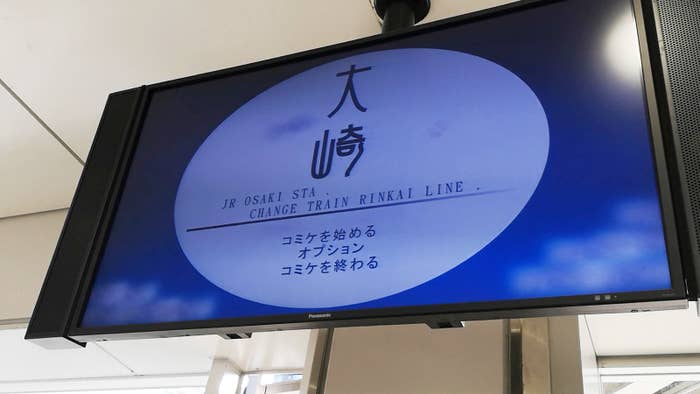 大
崎
JR OSAKI STA .
CHANGE TRAIN RINKAI LINE .
コミケを始める
オプション
コミケを終わる
Panasonic